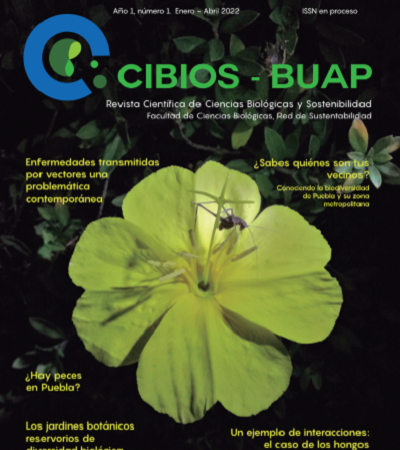 Año 1, número 1 Enero – Abril 2022 ISSN en proceso
CIBIOS - BUAP
Revista Científica de Ciencias Biológicas y Sostenibilidad
Facultad de Ciencias Biológicas, Red de Sustentabilidad
Enfermedades transmitidas
por vectores una
problemática
contemporánea
¿Sabes quiénes son tus
vecinos?
Conociendo la biodiversidad
de Puebla y su zona
metropolitana
¿Hay peces
en Puebla?
Los jardines botánicos
reservorios de
diversidad biológica
Un ejemplo de interacciones:
el caso de los hongos